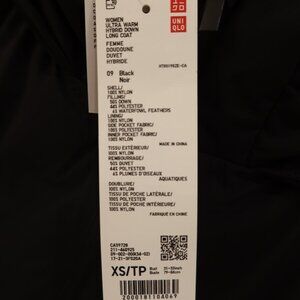 UNI
QLO
WOMEN
ULTRA WARM
HYBRID DOWN
LONG COAT
FEMME
DOUDOUNE
DUVET
HYBRIDE
09 Black
Noir
SHELL/
100% NYLON
FILLING/
50% DOWN
44% POLYESTER
6% WATERFOWL FEATHERS
LINING/
100% NYLON
SIDE POCKET FABRIC/
100% POLYESTER
INNER POCKET FABRIC/
100% NYLON
MADE IN CHINA
TISSU EXTÉRIEUR/
100% NYLON
REMBOURRAGE/
50% DUVET
44% POLYESTER
6% PLUMES D'OISEAUX
AQUATIQUES
DOUBLURE/
100% NYLON
TISSU DE POCHE LATÉRALE/
100% POLYESTER
TISSU DE POCHE INTÉRIEURE/
100% NYLON
FABRIQUÉ EN CHINE
CA39728
XS/TP
2000181104069